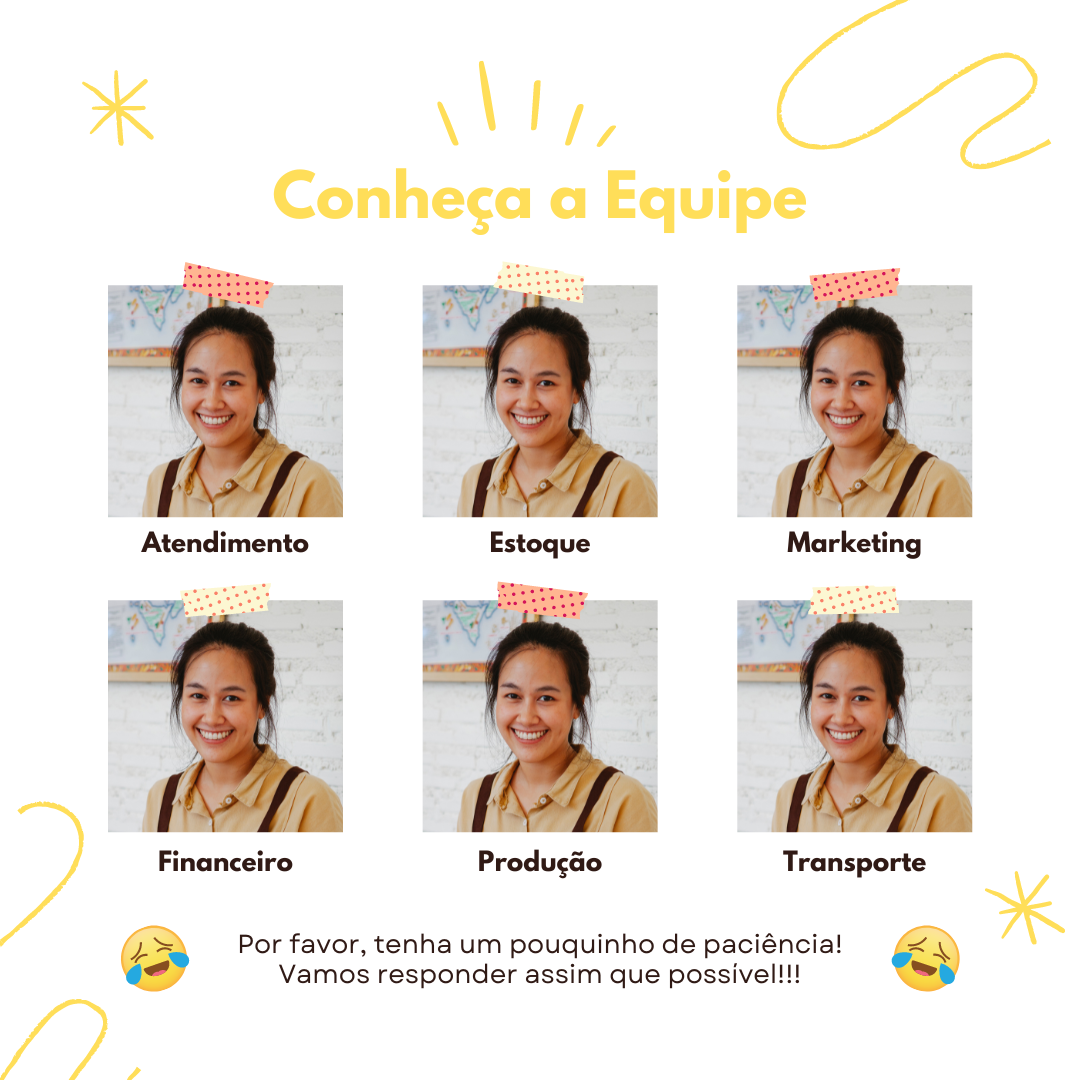 Conheça a Equipe
Atendimento
Estoque
Marketing
Financeiro
Produção
Transporte
Por favor, tenha um pouquinho de paciência!
Vamos responder assim que possível!!!